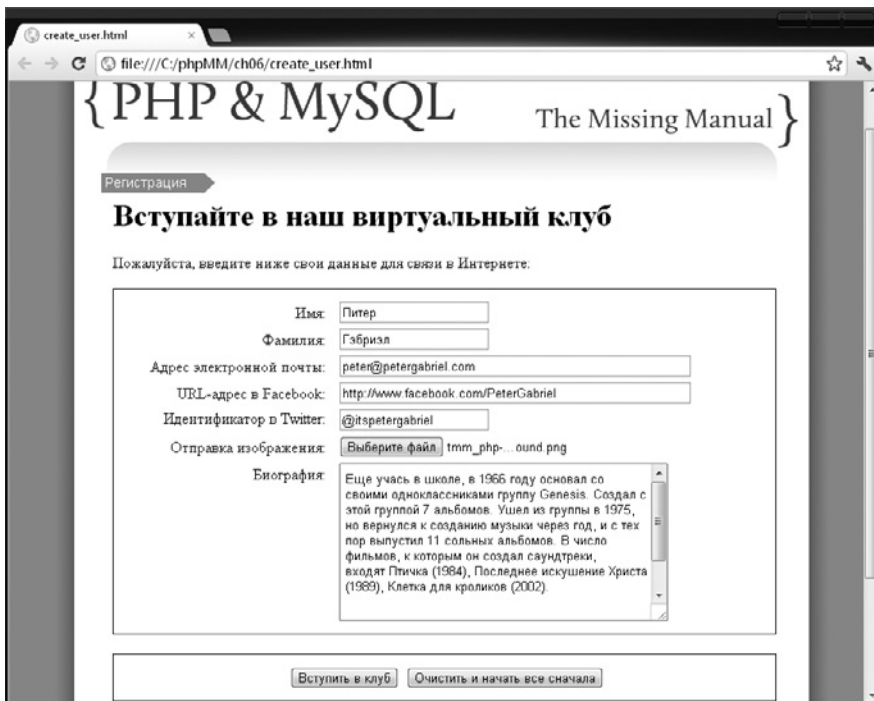 create_user.html
file:///C:/phpMM/ch06/create_user.html
{PHP & MySQL
The Missing Manual}
Регистрация
Вступайте в наш виртуальный клуб
Пожалуйста, введите ниже свои данные для связи в Интернете:
Имя: Питер
Фамилия: Гэбриэл
Адрес электронной почты: peter@petergabriel.com
URL-адрес в Facebook: http://www.facebook.com/PeterGabriel
Идентификатор в Twitter: @itspetergabriel
Отправка изображения: Выберите файл tmm_php-...ound.png
Биография:
Еще учась в школе, в 1966 году основал со
своими одноклассниками группу Genesis. Создал с
этой группой 7 альбомов. Ушел из группы в 1975,
но вернулся к созданию музыки через год, и с тех
пор выпустил 11 сольных альбомов. В число
фильмов, к которым он создал саундтреки,
входят Птичка (1984), Последнее искушение Христа
(1989), Клетка для кроликов (2002).
Вступить в клуб Очистить и начать все сначала